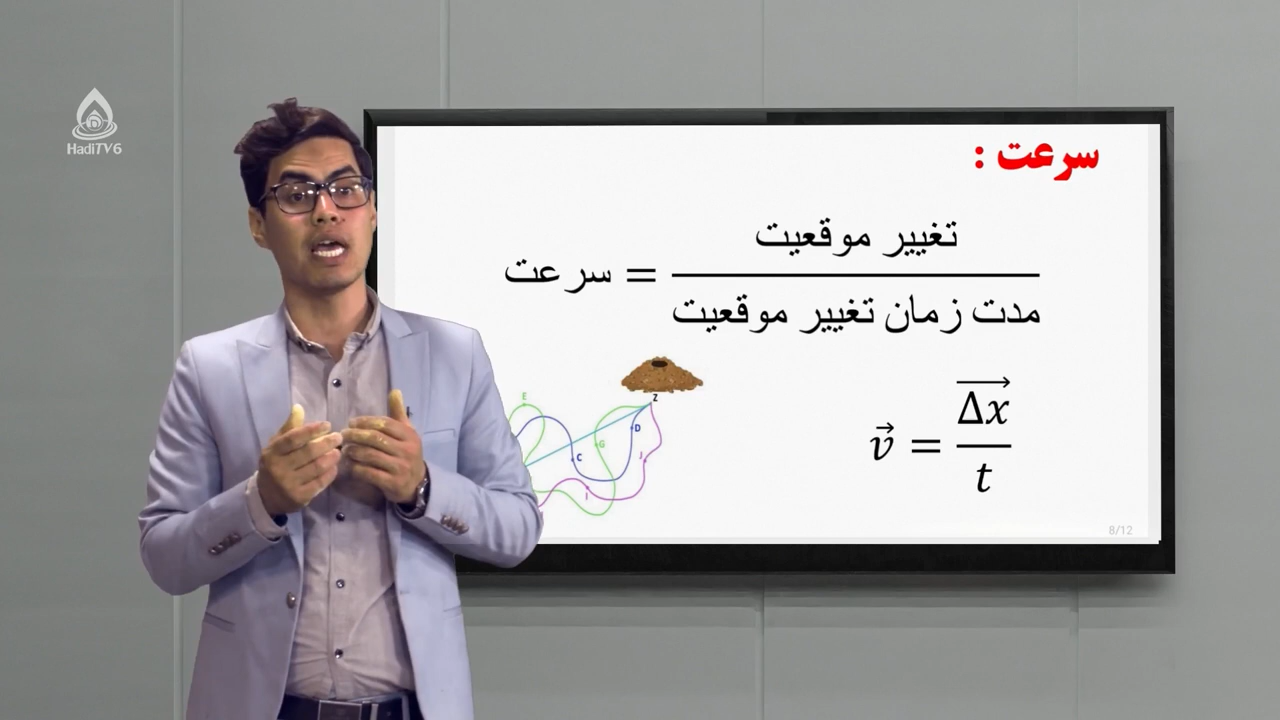 HadiTV6
سرعت :
سرعت = تغییر موقعیت / مدت زمان تغییر موقعیت
v⃗ = Δx⃗ / t
E
Z
D
G
C
J
I
8/12